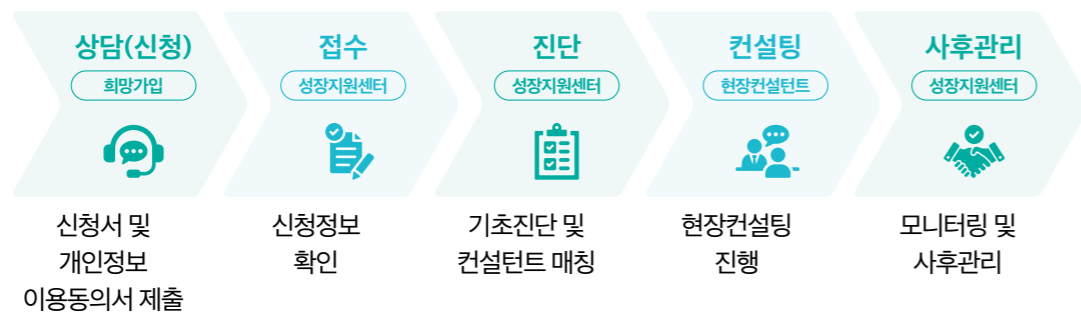 상담(신청)
희망가입
신청서 및
개인정보
이용동의서 제출
접수
성장지원센터
신청정보
확인
진단
성장지원센터
기초진단 및
컨설턴트 매칭
컨설팅
현장컨설턴트
현장컨설팅
진행
사후관리
성장지원센터
모니터링 및
사후관리